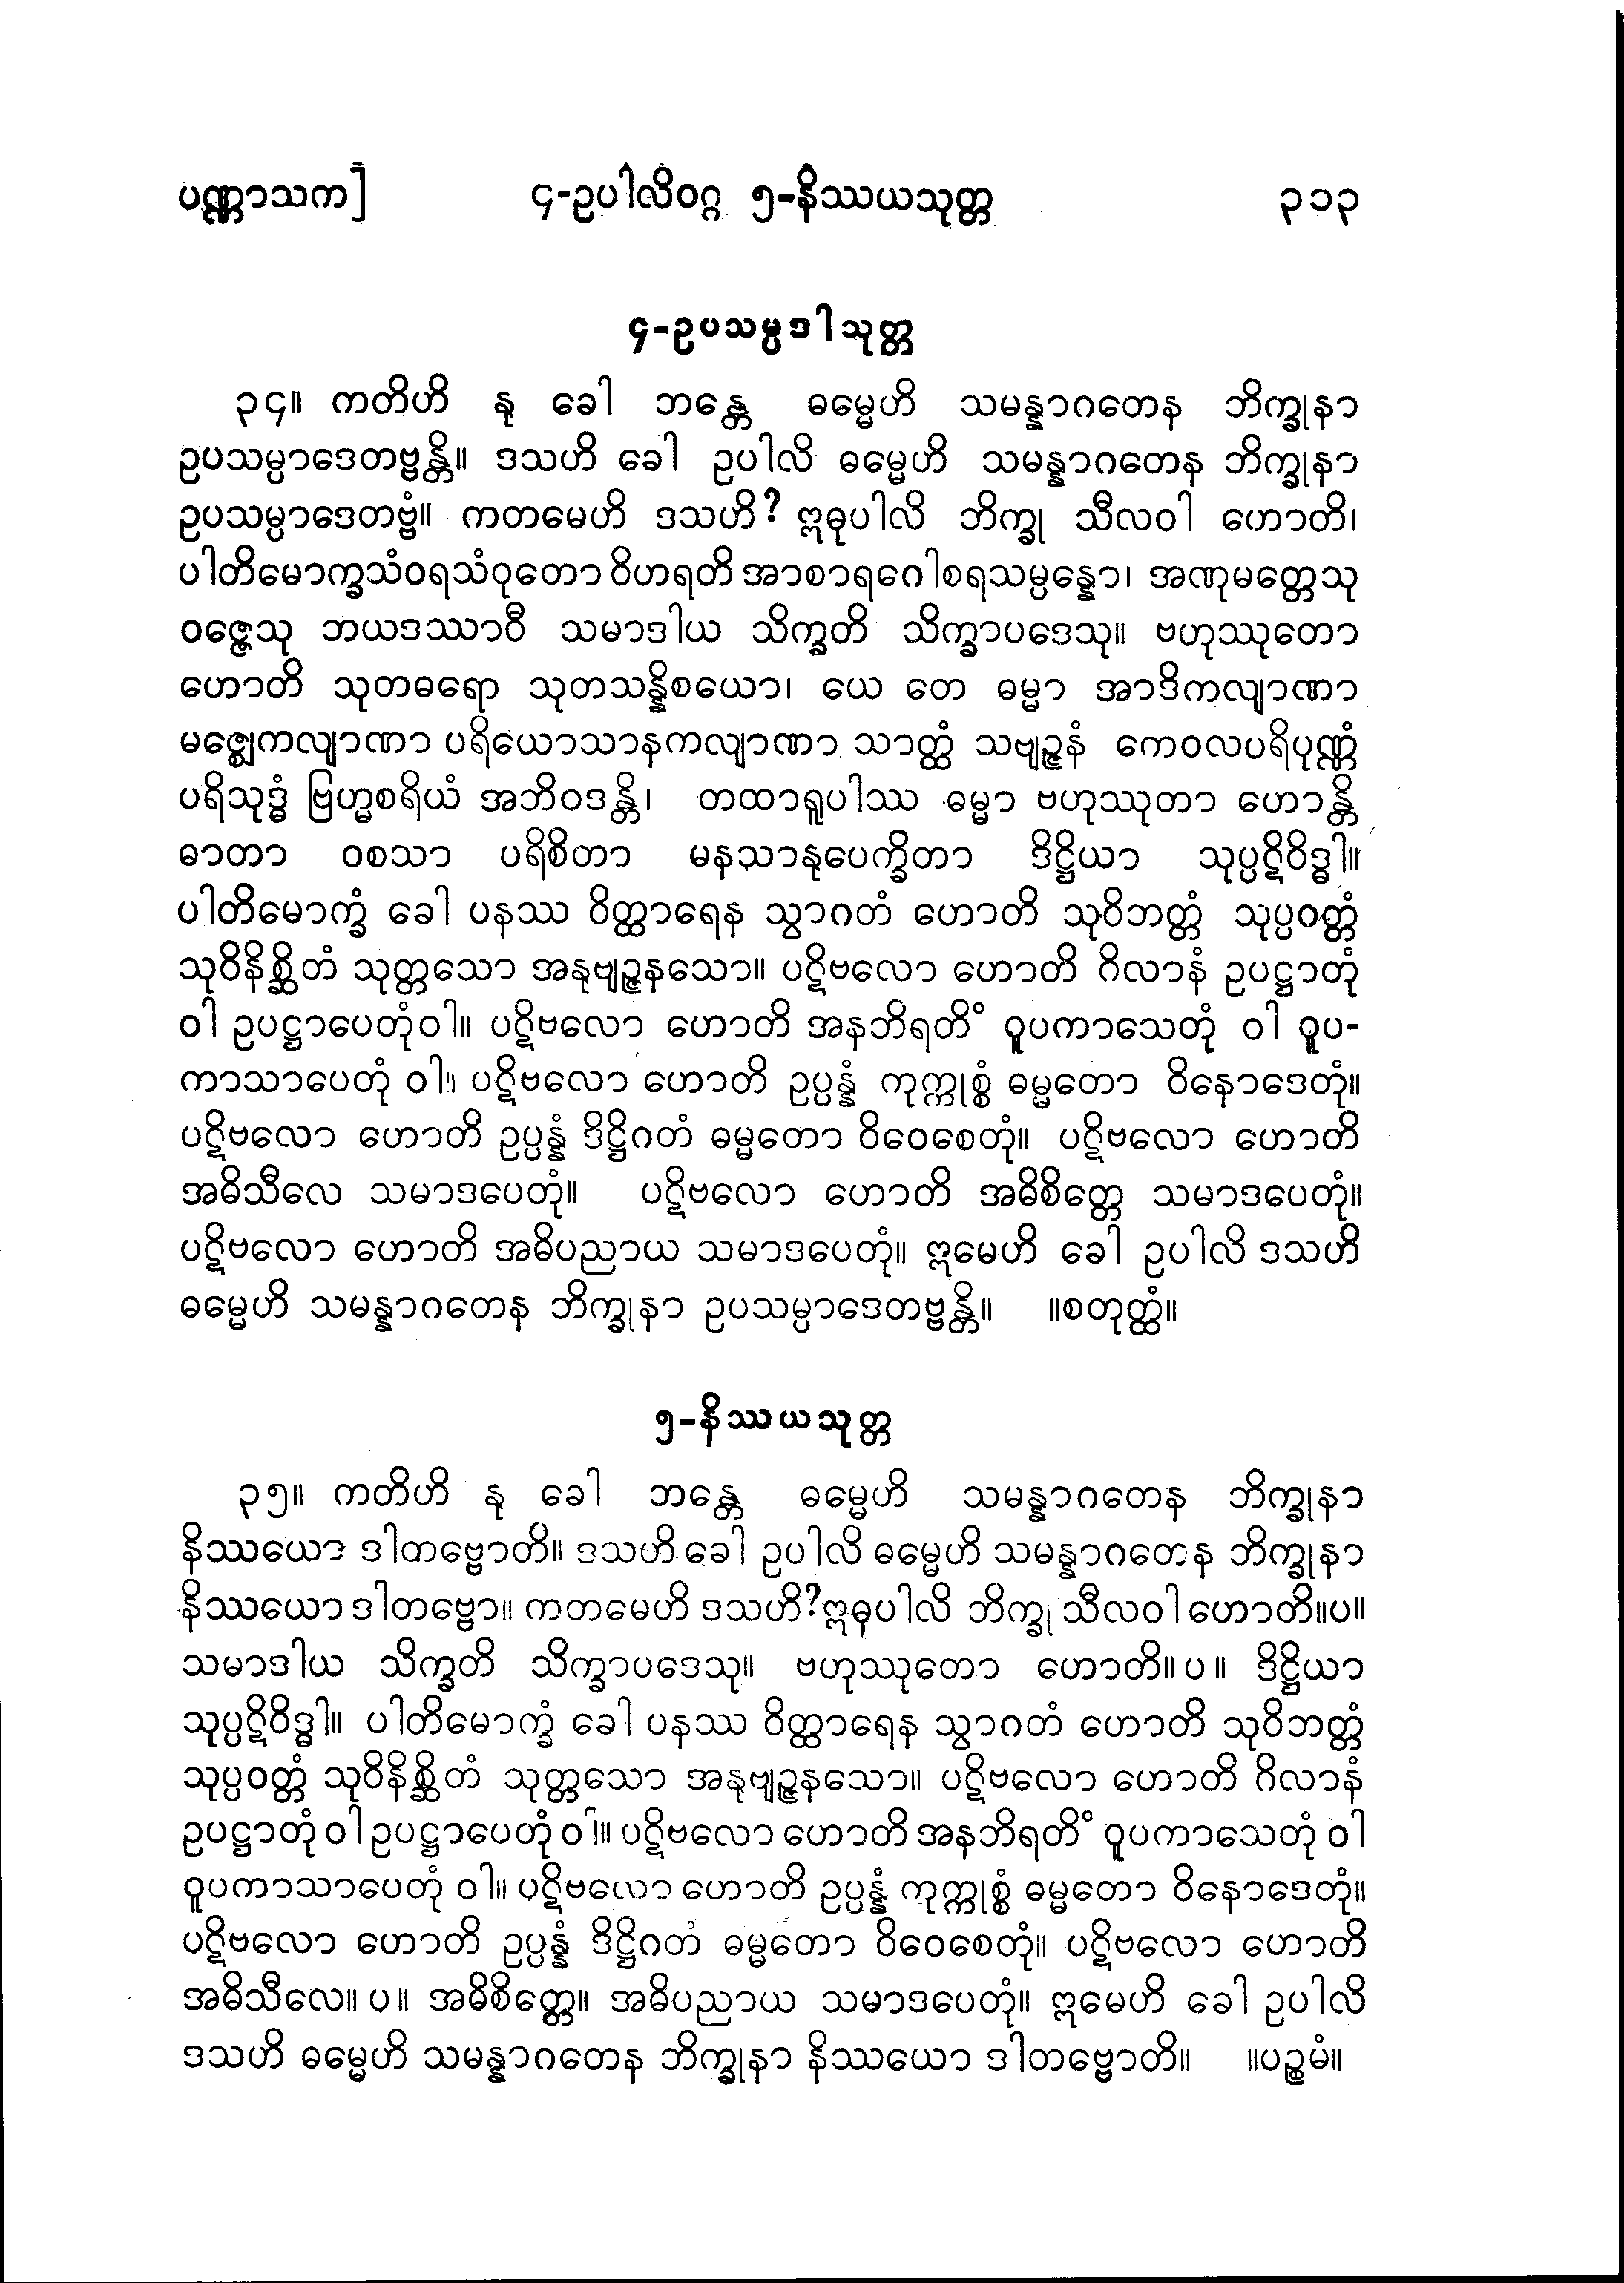 ပဏ္ဏာသက]	၄-ဥပါလိဝဂ္ဂ ၅-နိဿယသုတ္တ	၃၁၃
၄-ဥပသမ္ပဒါသုတ္တ
၃၄။ ကတိဟိ နု ခေါ ဘန္တေ ဓမ္မေဟိ သမန္နာဂတေန ဘိက္ခုနာ
ဥပသမ္ပာဒေတဗ္ဗန္တိ။ ဒသဟိ ခေါ ဥပါလိ ဓမ္မေဟိ သမန္နာဂတေန ဘိက္ခုနာ
ဥပသမ္ပာဒေတဗ္ဗံ။ ကတမေဟိ ဒသဟိ? ဣဓုပါလိ ဘိက္ခု သီလဝါ ဟောတိ၊
ပါတိမောက္ခသံဝရသံဝုတော ဝိဟရတိ အာစာရဂေါစရသမ္ပန္နော၊ အဏုမတ္တေသု
ဝဇ္ဇေသု ဘယဒဿာဝီ သမာဒါယ သိက္ခတိ သိက္ခာပဒေသု။ ဗဟုဿုတော
ဟောတိ သုတဓရော သုတသန္နိစယော၊ ယေ တေ ဓမ္မာ အာဒိကလျာဏာ
မဇ္ဈေကလျာဏာ ပရိယောသာနကလျာဏာ သာတ္ထံ သဗျဉ္ဇနံ ကေဝလပရိပုဏ္ဏံ
ပရိသုဒ္ဓံ ဗြဟ္မစရိယံ အဘိဝဒန္တိ၊ တထာရူပါဿ ဓမ္မာ ဗဟုဿုတာ ဟောန္တိ
ဓာတာ ဝစသာ ပရိစိတာ မနသာနုပေက္ခိတာ ဒိဋ္ဌိယာ သုပ္ပဋိဝိဒ္ဓါ။
ပါတိမောက္ခံ ခေါ ပနဿ ဝိတ္ထာရေန သွာဂတံ ဟောတိ သုဝိဘတ္တံ သုပ္ပဝတ္တံ
သုဝိနိစ္ဆိတံ သုတ္တသော အနုဗျဉ္ဇနသော။ ပဋိဗလော ဟောတိ ဂိလာနံ ဥပဋ္ဌာတုံ
ဝါ ဥပဋ္ဌာပေတုံဝါ။ ပဋိဗလော ဟောတိ အနဘိရတိံ ဝူပကာသေတုံ ဝါ ဝူပ-
ကာသာပေတုံ ဝါ။ ပဋိဗလော ဟောတိ ဥပ္ပန္နံ ကုက္ကုစ္စံ ဓမ္မတော ဝိနောဒေတုံ။
ပဋိဗလော ဟောတိ ဥပ္ပန္နံ ဒိဋ္ဌိဂတံ ဓမ္မတော ဝိဝေစေတုံ။ ပဋိဗလော ဟောတိ
အဓိသီလေ သမာဒပေတုံ။ ပဋိဗလော ဟောတိ အဓိစိတ္တေ သမာဒပေတုံ။
ပဋိဗလော ဟောတိ အဓိပညာယ သမာဒပေတုံ။ ဣမေဟိ ခေါ ဥပါလိ ဒသဟိ
ဓမ္မေဟိ သမန္နာဂတေန ဘိက္ခုနာ ဥပသမ္ပာဒေတဗ္ဗန္တိ။ ။စတုတ္ထံ။
၅-နိဿယသုတ္တ
၃၅။ ကတိဟိ နု ခေါ ဘန္တေ ဓမ္မေဟိ သမန္နာဂတေန ဘိက္ခုနာ
နိဿယော ဒါတဗ္ဗောတိ။ ဒသဟိ ခေါ ဥပါလိ ဓမ္မေဟိ သမန္နာဂတေန ဘိက္ခုနာ
နိဿယော ဒါတဗ္ဗော။ ကတမေဟိ ဒသဟိ?ဣဓုပါလိ ဘိက္ခု သီလဝါ ဟောတိ။ပ။
သမာဒါယ သိက္ခတိ သိက္ခာပဒေသု။ ဗဟုဿုတော ဟောတိ။ ပ။ ဒိဋ္ဌိယာ
သုပ္ပဋိဝိဒ္ဓါ။ ပါတိမောက္ခံ ခေါ ပနဿ ဝိတ္ထာရေန သွာဂတံ ဟောတိ သုဝိဘတ္တံ
သုပ္ပဝတ္တံ သုဝိနိစ္ဆိတံ သုတ္တသော အနုဗျဉ္ဇနသော။ ပဋိဗလော ဟောတိ ဂိလာနံ
ဥပဋ္ဌာတုံ ဝါ ဥပဋ္ဌာပေတုံ ဝါ။ ပဋိဗလော ဟောတိ အနဘိရတိံ ဝူပကာသေတုံ ဝါ
ဝူပကာသာပေတုံ ဝါ။ ပဋိဗလော ဟောတိ ဥပ္ပန္နံ ကုက္ကုစ္စံ ဓမ္မတော ဝိနောဒေတုံ။
ပဋိဗလော ဟောတိ ဥပ္ပန္နံ ဒိဋ္ဌိဂတံ ဓမ္မတော ဝိဝေစေတုံ။ ပဋိဗလော ဟောတိ
အဓိသီလေ။ ပ။ အဓိစိတ္တေ။ အဓိပညာယ သမာဒပေတုံ။ ဣမေဟိ ခေါ ဥပါလိ
ဒသဟိ ဓမ္မေဟိ သမန္နာဂတေန ဘိက္ခုနာ နိဿယော ဒါတဗ္ဗောတိ။ ။ပဉ္စမံ။